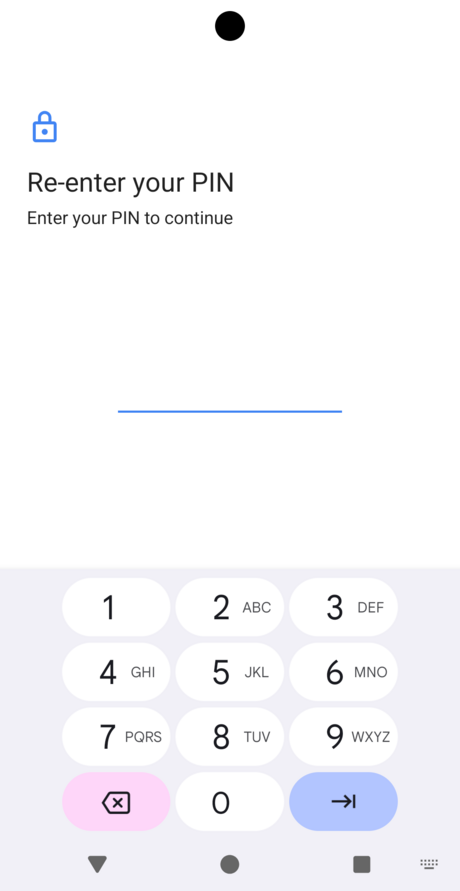 Re-enter your PIN
Enter your PIN to continue
1
2 ABC
3 DEF
4 GHI
5 JKL
6 MNO
7 PQRS
8 TUV
9 WXYZ
0